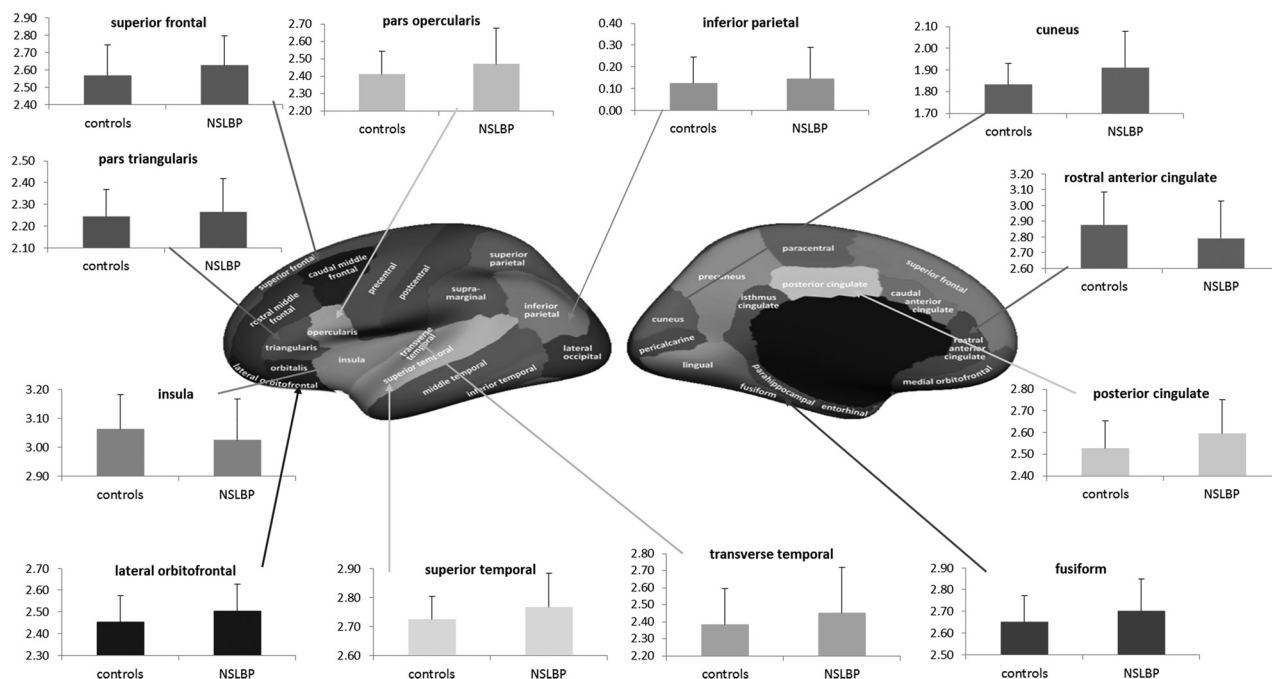 superior frontal
2.90
2.80
2.70
2.60
2.50
2.40
controls NSLBP
pars opercularis
2.70
2.60
2.50
2.40
2.30
2.20
controls NSLBP
inferior parietal
0.40
0.30
0.20
0.10
0.00
controls NSLBP
cuneus
2.10
2.00
1.90
1.80
1.70
controls NSLBP
pars triangularis
2.50
2.40
2.30
2.20
2.10
controls NSLBP
rostral anterior cingulate
3.20
3.10
3.00
2.90
2.80
2.70
2.60
controls NSLBP
superior frontal
caudal middle
frontal
precentral
postcentral
superior
parietal
supra-
marginal
inferior
parietal
rostral middle
frontal
opercularis
triangularis
orbitalis
lateral orbitofrontal
insula
transverse
temporal
superior temporal
middle temporal
inferior temporal
lateral
occipital
paracentral
precuneus
posterior cingulate
superior frontal
isthmus
cingulate
caudal
anterior
cingulate
cuneus
pericalcarine
lingual
rostral
anterior
cingulate
medial orbitofrontal
parahippocampal
fusiform
entorhinal
insula
3.20
3.10
3.00
2.90
controls NSLBP
posterior cingulate
2.80
2.70
2.60
2.50
2.40
controls NSLBP
lateral orbitofrontal
2.70
2.60
2.50
2.40
2.30
controls NSLBP
superior temporal
2.90
2.80
2.70
2.60
controls NSLBP
transverse temporal
2.80
2.70
2.60
2.50
2.40
2.30
2.20
controls NSLBP
fusiform
2.90
2.80
2.70
2.60
2.50
controls NSLBP